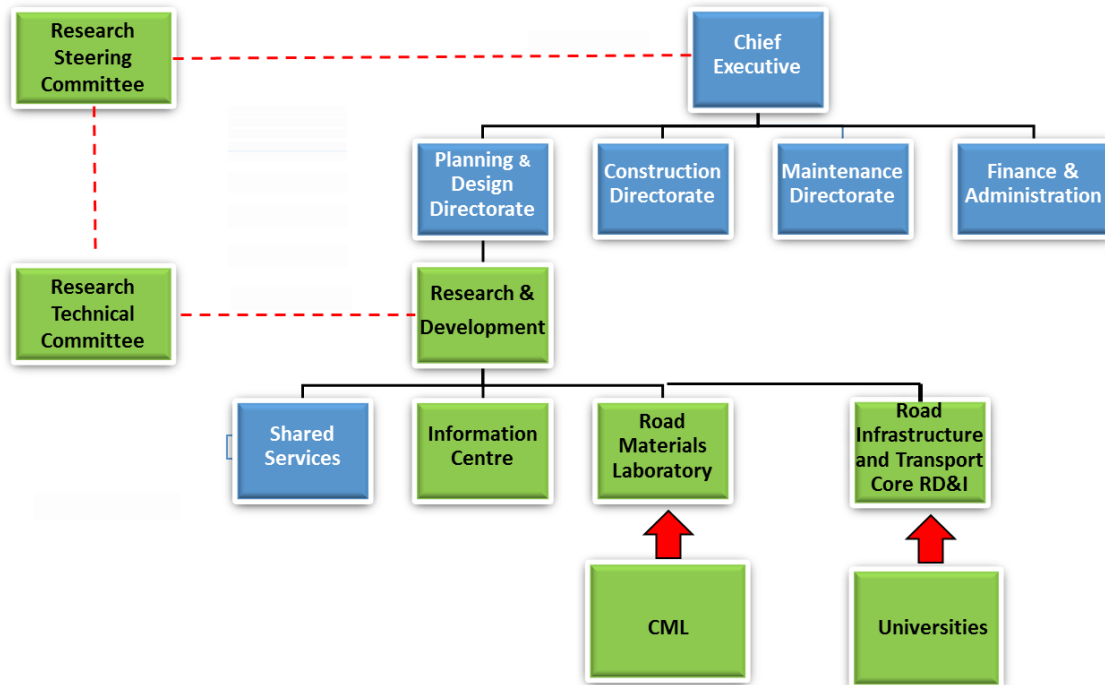 Research
Steering
Committee
Chief
Executive
Planning &
Design
Directorate
Construction
Directorate
Maintenance
Directorate
Finance &
Administration
Research
Technical
Committee
Research &
Development
Shared
Services
Information
Centre
Road
Materials
Laboratory
Road
Infrastructure
and Transport
Core RD&I
CML
Universities